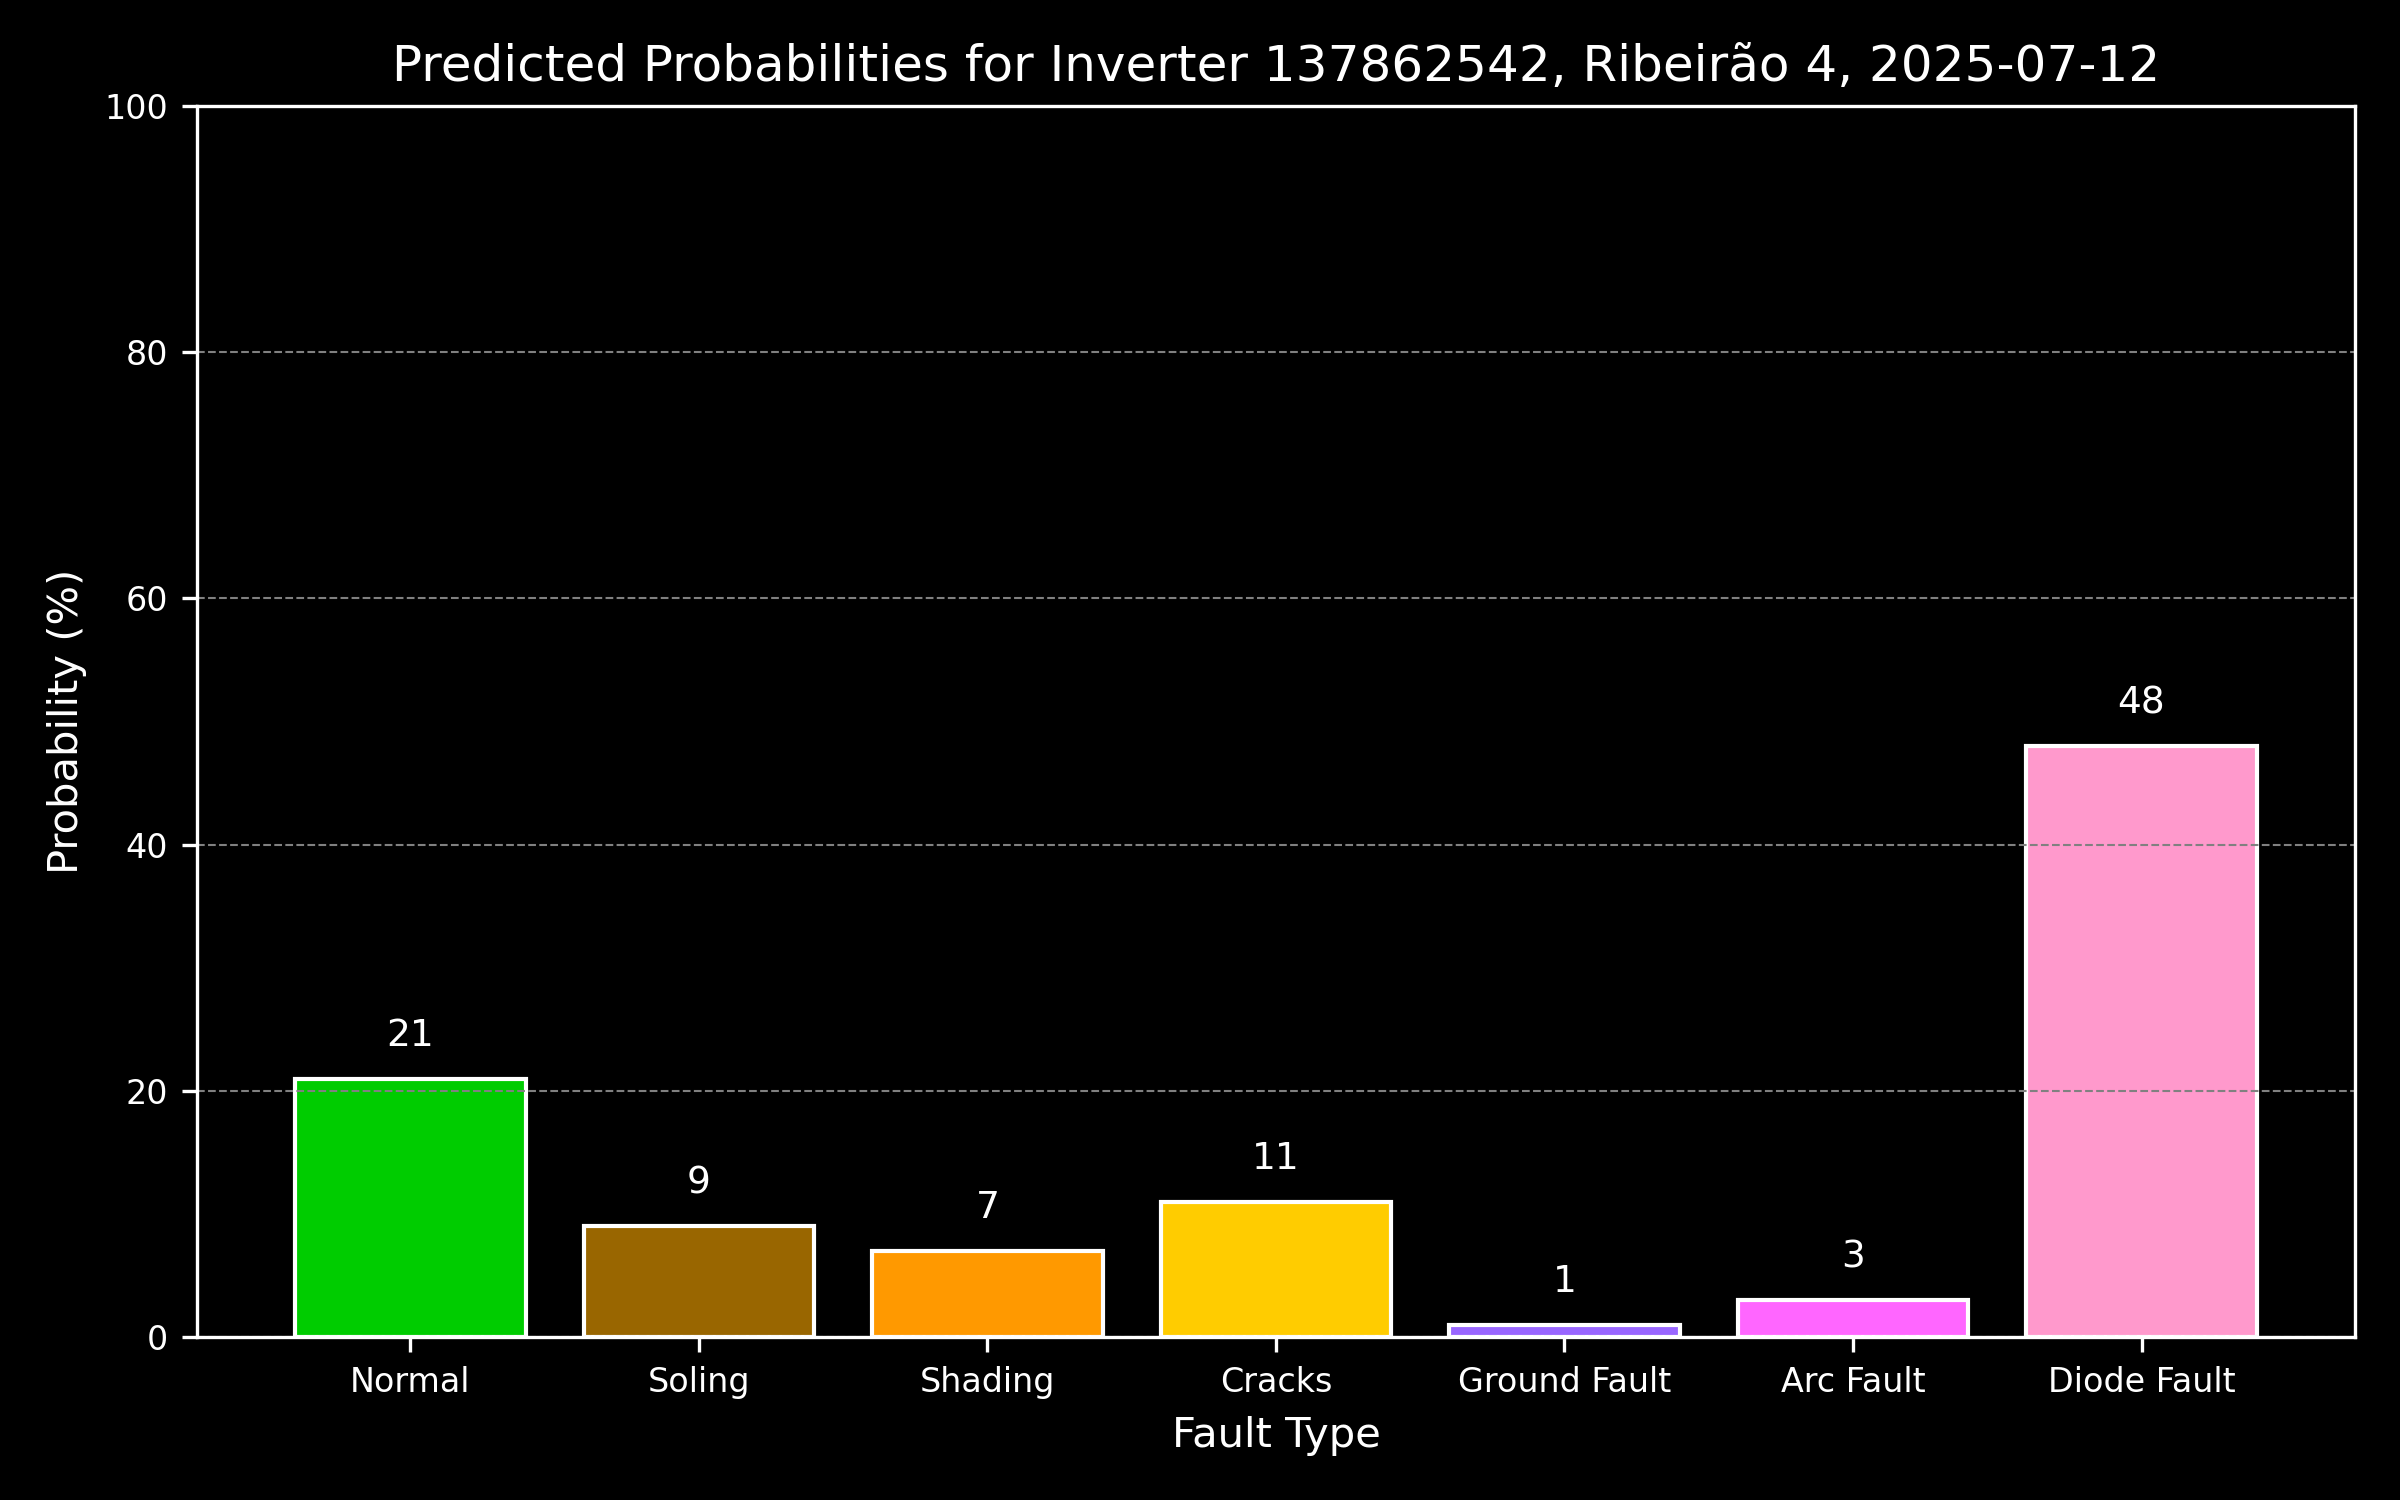 Predicted Probabilities for Inverter 137862542, Ribeirão 4, 2025-07-12
100
80
60
40
20
0
Probability (%)
21
9
7
11
1
3
48
Normal
Soling
Shading
Cracks
Ground Fault
Arc Fault
Diode Fault
Fault Type